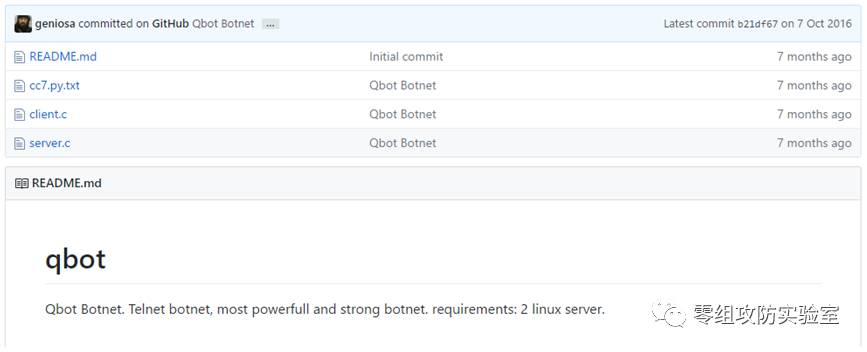 geniosa committed on GitHub Qbot Botnet ... Latest commit b21df67 on 7 Oct 2016
README.md Initial commit 7 months ago
cc7.py.txt Qbot Botnet 7 months ago
client.c Qbot Botnet 7 months ago
server.c Qbot Botnet 7 months ago
README.md
qbot
Qbot Botnet. Telnet botnet, most powerfull and strong botnet. requirements: 2 linux server.
零组攻防实验室